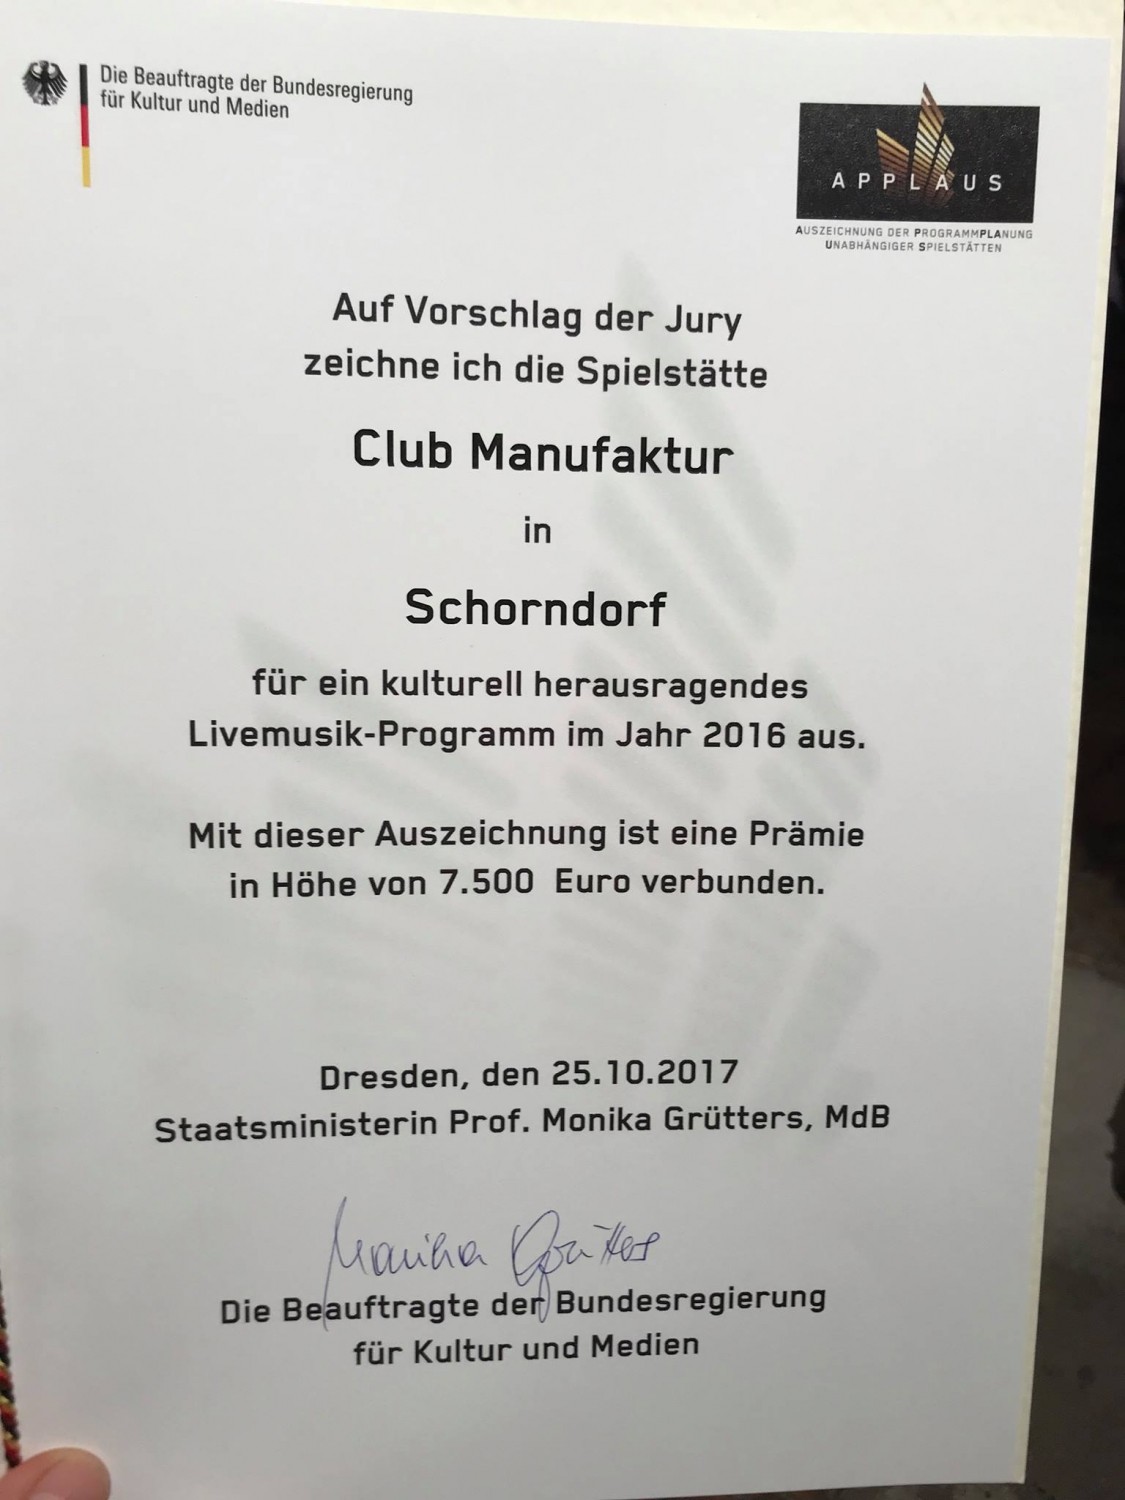 Die Beauftragte der Bundesregierung
für Kultur und Medien
APPLAUS
AUSZEICHNUNG DER PROGRAMMPLANUNG
UNABHÄNGIGER SPIELSTÄTTEN
Auf Vorschlag der Jury
zeichne ich die Spielstätte
Club Manufaktur
in
Schorndorf
für ein kulturell herausragendes
Livemusik-Programm im Jahr 2016 aus.
Mit dieser Auszeichnung ist eine Prämie
in Höhe von 7.500 Euro verbunden.
Dresden, den 25.10.2017
Staatsministerin Prof. Monika Grütters, MdB
Monika Grütters
Die Beauftragte der Bundesregierung
für Kultur und Medien